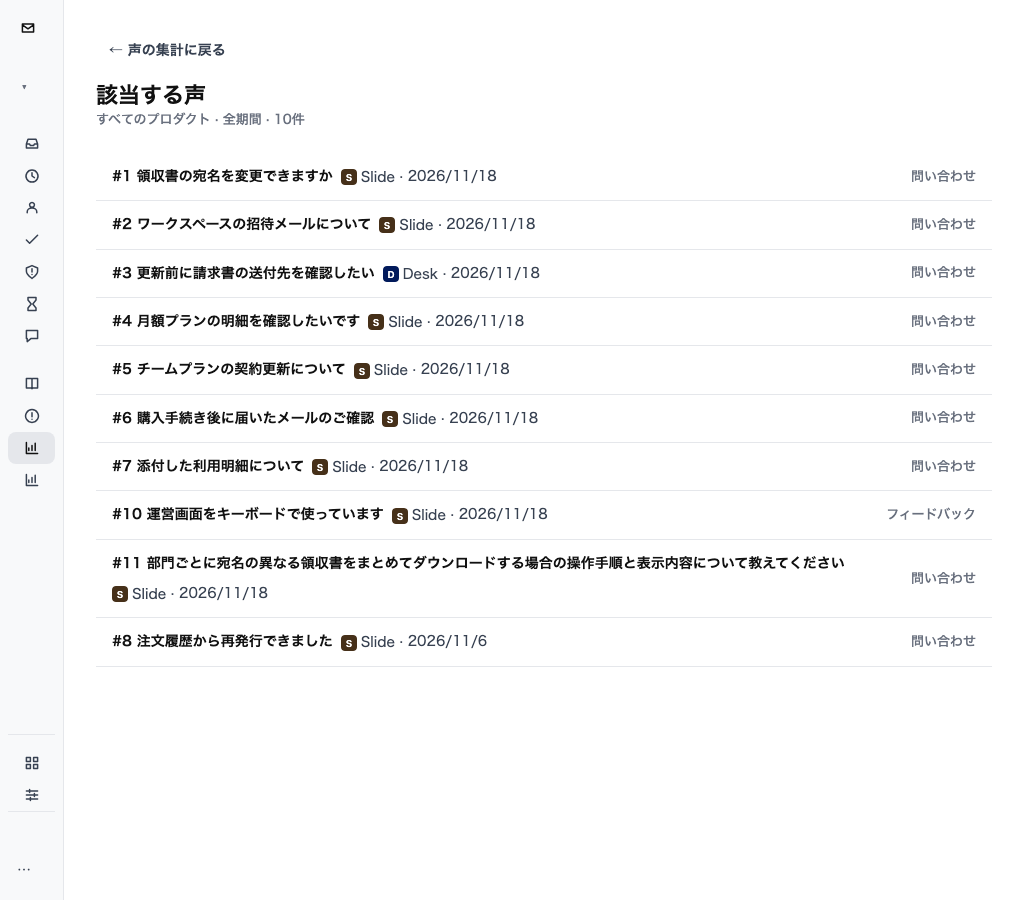 ← 声の集計に戻る
該当する声
すべてのプロダクト · 全期間 · 10件
#1 領収書の宛名を変更できますか S Slide · 2026/11/18 問い合わせ
#2 ワークスペースの招待メールについて S Slide · 2026/11/18 問い合わせ
#3 更新前に請求書の送付先を確認したい D Desk · 2026/11/18 問い合わせ
#4 月額プランの明細を確認したいです S Slide · 2026/11/18 問い合わせ
#5 チームプランの契約更新について S Slide · 2026/11/18 問い合わせ
#6 購入手続き後に届いたメールのご確認 S Slide · 2026/11/18 問い合わせ
#7 添付した利用明細について S Slide · 2026/11/18 問い合わせ
#10 運営画面をキーボードで使っています S Slide · 2026/11/18 フィードバック
#11 部門ごとに宛名の異なる領収書をまとめてダウンロードする場合の操作手順と表示内容について教えてください
S Slide · 2026/11/18 問い合わせ
#8 注文履歴から再発行できました S Slide · 2026/11/6 問い合わせ